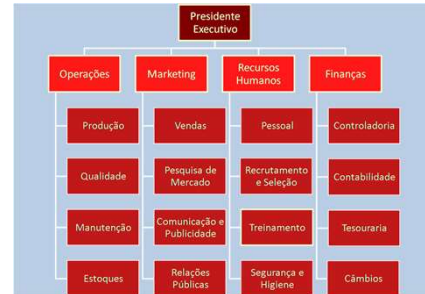 Presidente
Executivo
Operações
Marketing
Recursos
Humanos
Finanças
Produção
Vendas
Pessoal
Controladoria
Qualidade
Pesquisa de
Mercado
Recrutamento
e Seleção
Contabilidade
Manutenção
Comunicação e
Publicidade
Treinamento
Tesouraria
Estoques
Relações
Públicas
Segurança e
Higiene
Câmbios